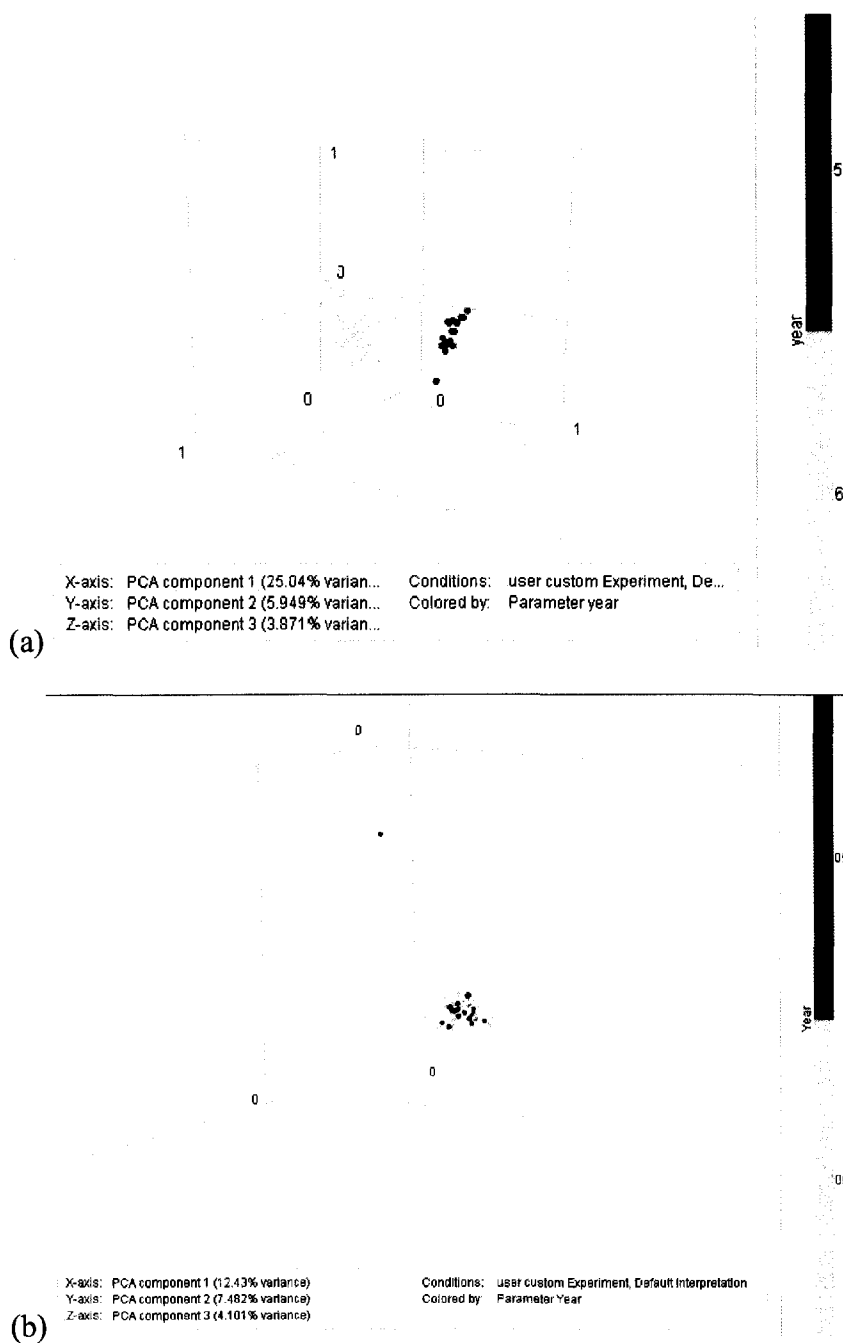 1
0
0
0
1
1
5
year
6
X-axis: PCA component 1 (25.04% varian... Conditions: user custom Experiment, De...
Y-axis: PCA component 2 (5.949% varian... Colored by: Parameter year
Z-axis: PCA component 3 (3.871% varian...
(a)
0
0
0
Year
X-axis: PCA component 1 (12.43% variance) Conditions: user custom Experiment, Default Interpretation
Y-axis: PCA component 2 (7.482% variance) Colored by: Parameter Year
Z-axis: PCA component 3 (4.101% variance)
(b)